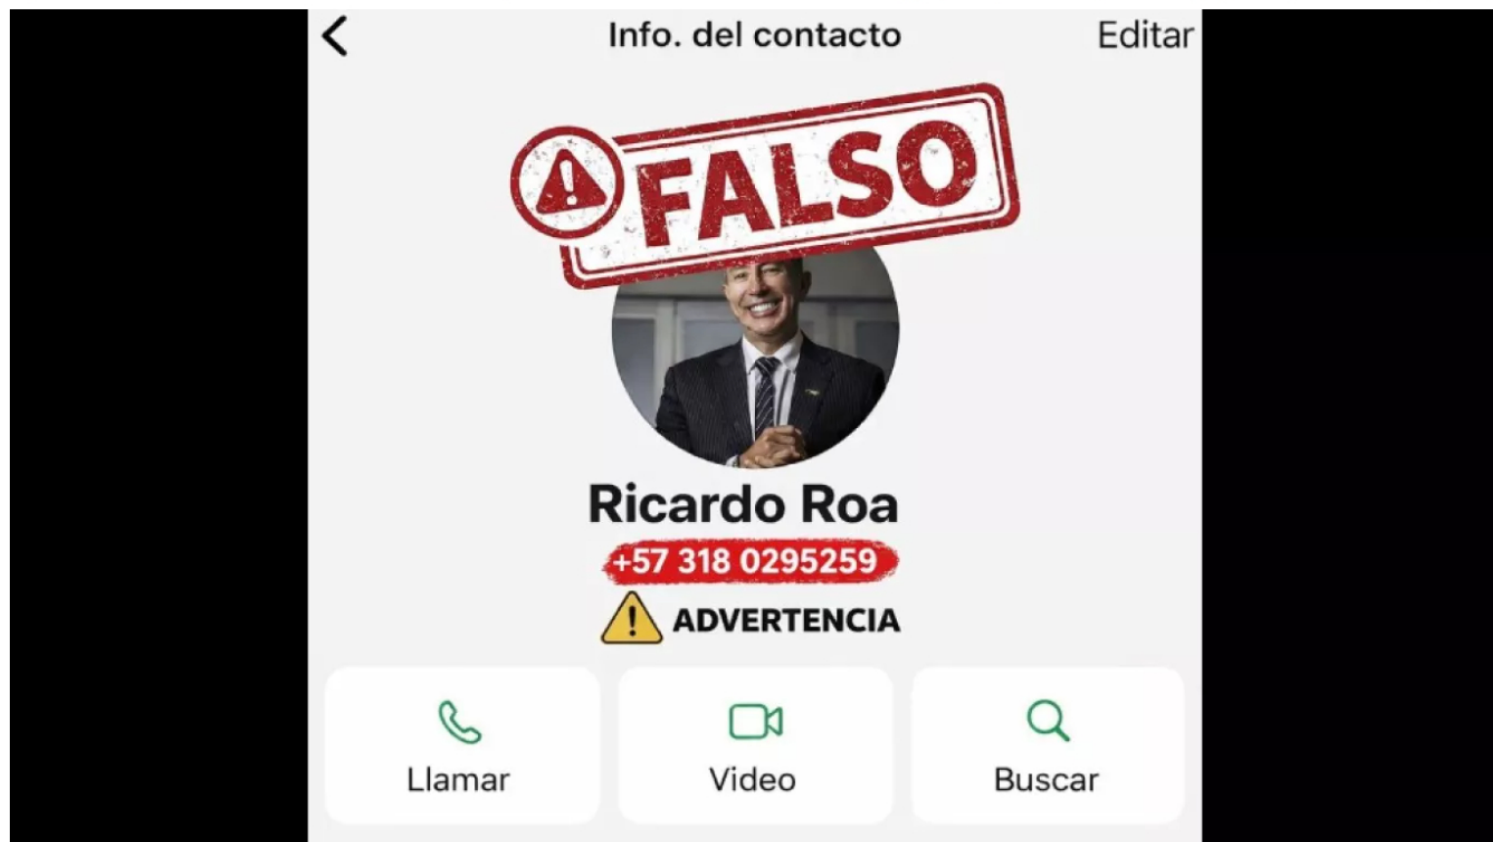 Info. del contacto
Editar
FALSO
Ricardo Roa
+57 318 0295259
ADVERTENCIA
Llamar
Video
Buscar